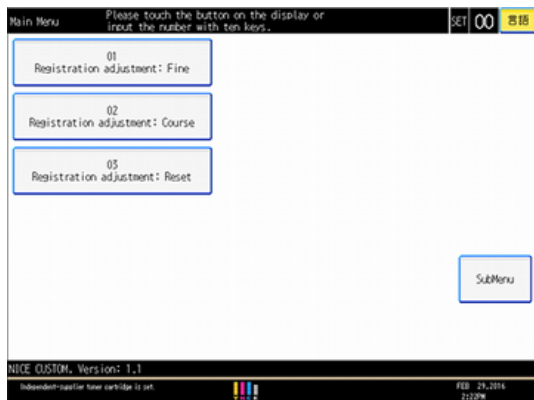 Main Menu
Please touch the button on the display or
input the number with ten keys.
SET 00 言語
01
Registration adjustment: Fine
02
Registration adjustment: Course
03
Registration adjustment: Reset
SubMenu
NICE CUSTOM. Version: 1.1
Independent-supplier toner cartridge is set.
FEB 29,2016
2:22PM